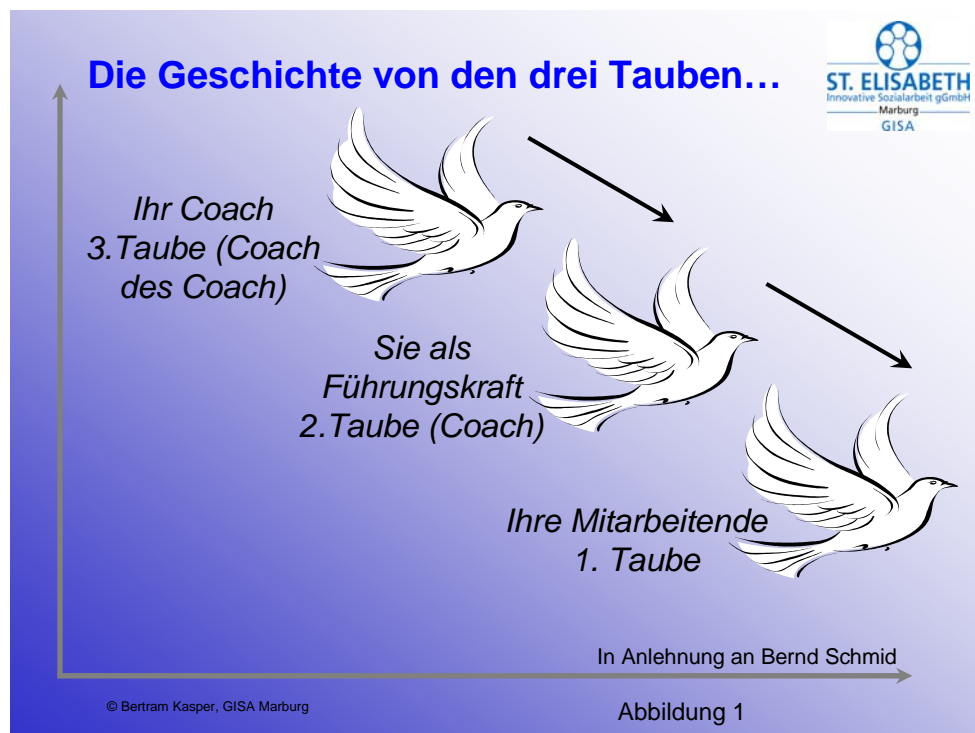 Die Geschichte von den drei Tauben…
ST. ELISABETH
Innovative Sozialarbeit gGmbH
Marburg
GISA
Ihr Coach
3.Taube (Coach
des Coach)
Sie als
Führungskraft
2.Taube (Coach)
Ihre Mitarbeitende
1. Taube
In Anlehnung an Bernd Schmid
© Bertram Kasper, GISA Marburg
Abbildung 1